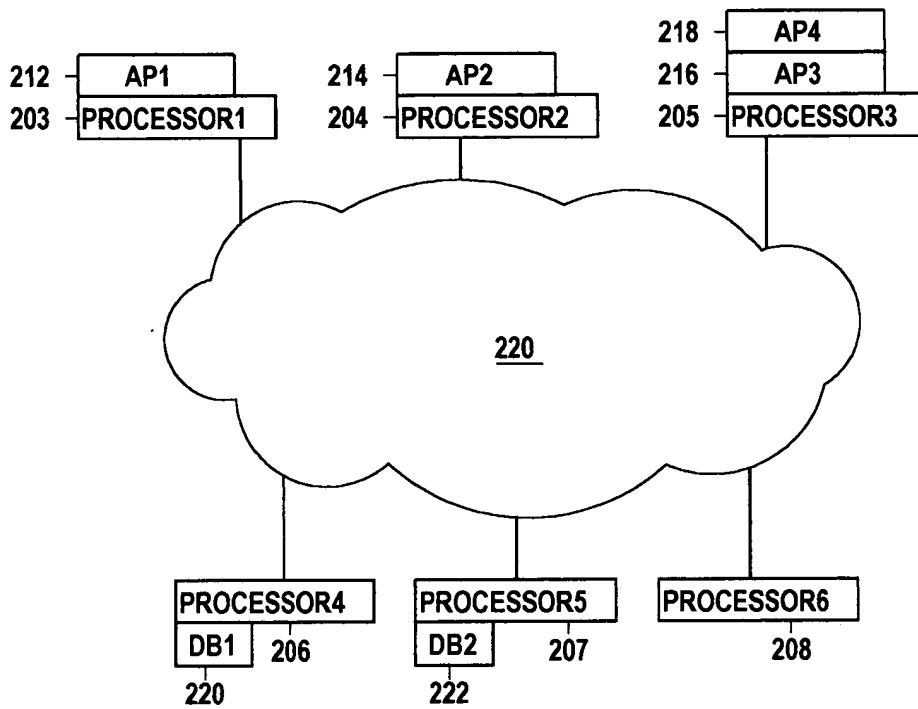 218 AP4
212 AP1 214 AP2 216 AP3
203 PROCESSOR1 204 PROCESSOR2 205 PROCESSOR3
220
PROCESSOR4 PROCESSOR5 PROCESSOR6
DB1 206 DB2 207 208
220 222